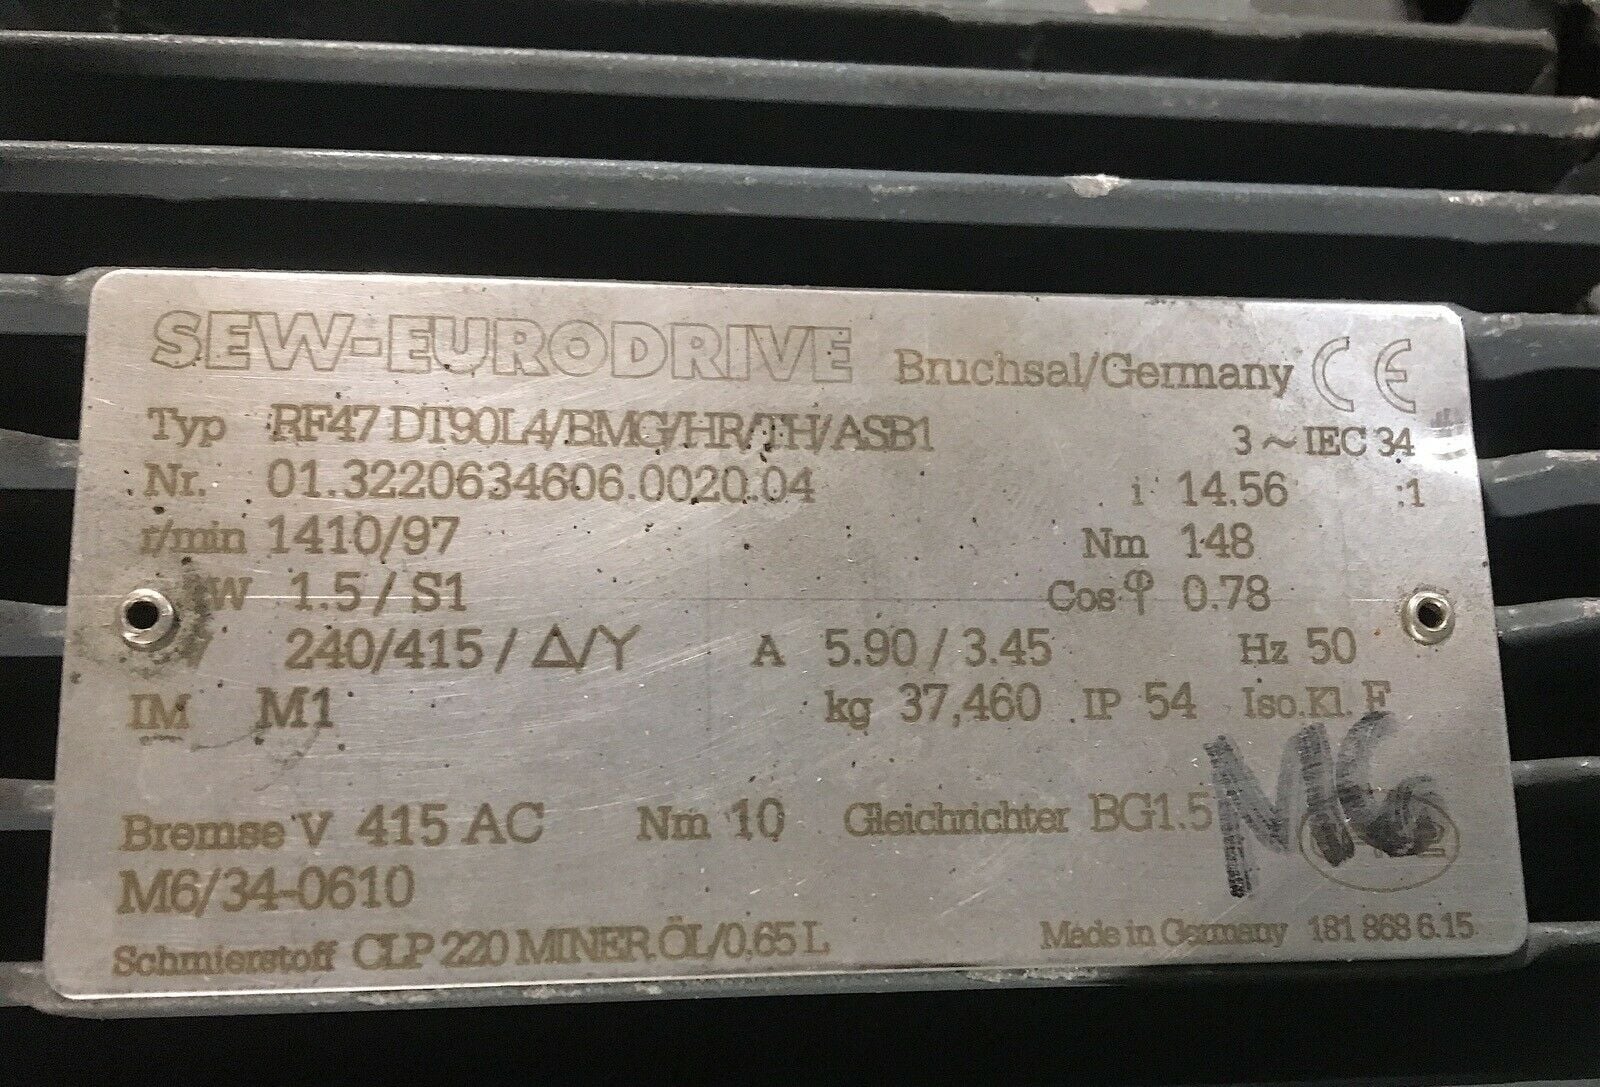 SEW-EURODRIVE Bruchsal/Germany CE
Typ RF47 DT90L4/BMG/HR/TH/ASB1 3 ~ IEC 34
Nr. 01.3220634606.0020.04 i 14.56 :1
r/min 1410/97 Nm 148
W 1.5 / S1 Cos φ 0.78
V 240/415 / Δ/Y A 5.90 / 3.45 Hz 50
IM M1 kg 37,460 IP 54 Iso.Kl. F
Bremse V 415 AC Nm 10 Gleichrichter BG1.5
M6/34-0610
Schmierstoff CLP 220 MINER.ÖL/0,65 L Made in Germany 181 868 6.15